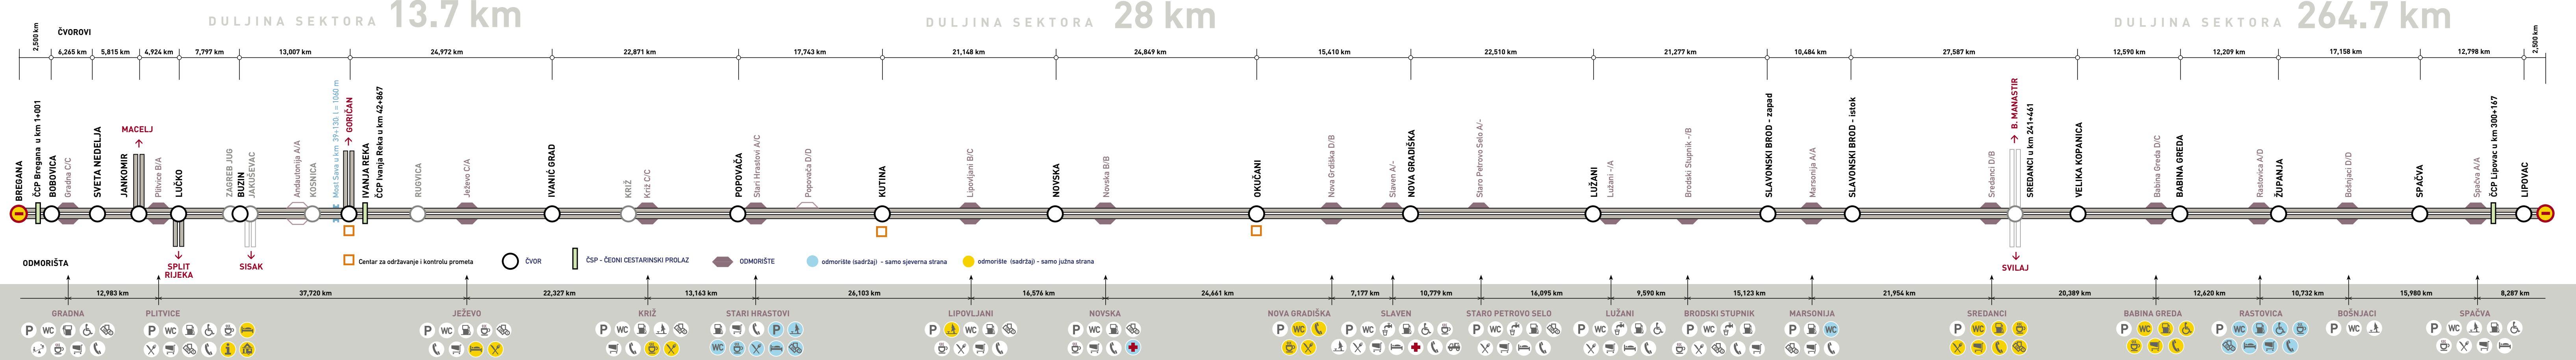 DULJINA SEKTORA 13.7 km
DULJINA SEKTORA 28 km
DULJINA SEKTORA 264.7 km
ČVOROVI
2,500 km
6,265 km
5,815 km
4,924 km
7,797 km
13,007 km
24,972 km
22,871 km
17,743 km
21,148 km
24,849 km
15,410 km
22,510 km
21,277 km
10,484 km
27,587 km
12,590 km
12,209 km
17,158 km
12,798 km
2,500 km
BREGANA
ČCP Bregana u km 1+001
BOBOVICA
Gradna C/C
SVETA NEDELJA
JANKOMIR
MACELJ
Plitvice B/A
LUČKO
ZAGREB JUG
BUZIN
JAKUŠEVAC
Andautonija A/A
KOSNICA
Most Sava u km 39+130, l = 1060 m
GORIČAN
IVANJA REKA
ČCP Ivanja Reka u km 42+867
RUGVICA
Ježevo C/A
IVANIĆ GRAD
KRIŽ
Križ C/C
POPOVAČA
Stari Hrastovi A/C
Popovača D/D
KUTINA
Lipovljani B/C
NOVSKA
Novska B/B
OKUČANI
Nova Gradiška D/B
Slaven A/-
NOVA GRADIŠKA
Staro Petrovo Selo A/-
LUŽANI
Lužani -/A
Brodski Stupnik -/B
SLAVONSKI BROD - zapad
Marsonija A/A
SLAVONSKI BROD - istok
Sredanci D/B
B. MANASTIR
SREDANCI u km 241+461
VELIKA KOPANICA
Babina Greda D/C
BABINA GREDA
Rastovica A/D
ŽUPANJA
Bošnjaci D/D
SPAČVA
Spačva A/A
ČCP Lipovac u km 300+167
LIPOVAC
SPLIT
RIJEKA
SISAK
SVILAJ
ODMORIŠTA
Centar za održavanje i kontrolu prometa
ČVOR
ČSP - ČEONI CESTARINSKI PROLAZ
ODMORIŠTE
odmorište (sadržaj) - samo sjeverna strana
odmorište (sadržaj) - samo južna strana
12,983 km
37,720 km
22,327 km
13,163 km
26,103 km
16,576 km
24,661 km
7,177 km
10,779 km
16,095 km
9,590 km
15,123 km
21,954 km
20,389 km
12,620 km
10,732 km
15,980 km
8,287 km
GRADNA
PLITVICE
JEŽEVO
KRIŽ
STARI HRASTOVI
LIPOVLJANI
NOVSKA
NOVA GRADIŠKA
SLAVEN
STARO PETROVO SELO
LUŽANI
BRODSKI STUPNIK
MARSONIJA
SREDANCI
BABINA GREDA
RASTOVICA
BOŠNJACI
SPAČVA